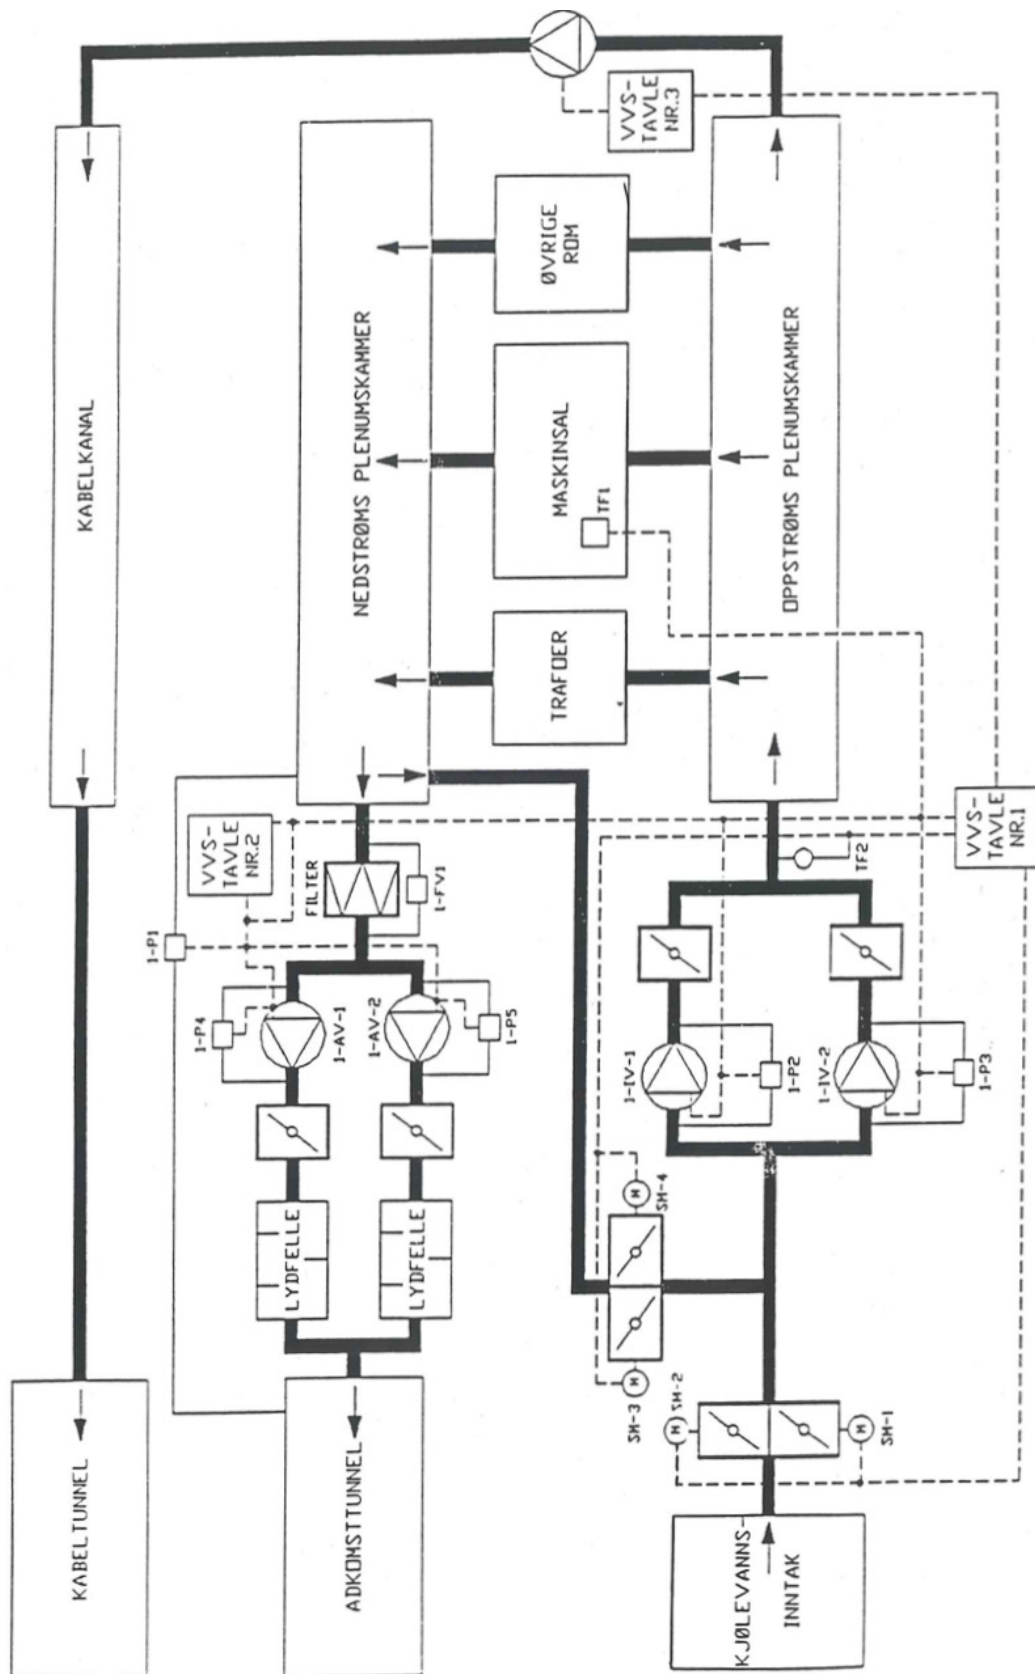 KABELTUNNEL
KABELKANAL
ADKOMSTTUNNEL
LYDFELLE
LYDFELLE
1-P4
1-AV-1
1-AV-2
1-P5
1-P1
VVS-
TAVLE
NR.2
FILTER
1-FV1
NEDSTRØMS PLENUMSKAMMER
TRAFOER
MASKINSAL
TF1
ØVRIGE
ROM
VVS-
TAVLE
NR.3
OPPSTRØMS PLENUMSKAMMER
KJØLEVANNS-
INNTAK
M
SM-3
M
SM-4
M
SM-2
M
SM-1
1-IV-1
1-P2
1-IV-2
1-P3
TF2
VVS-
TAVLE
NR.1